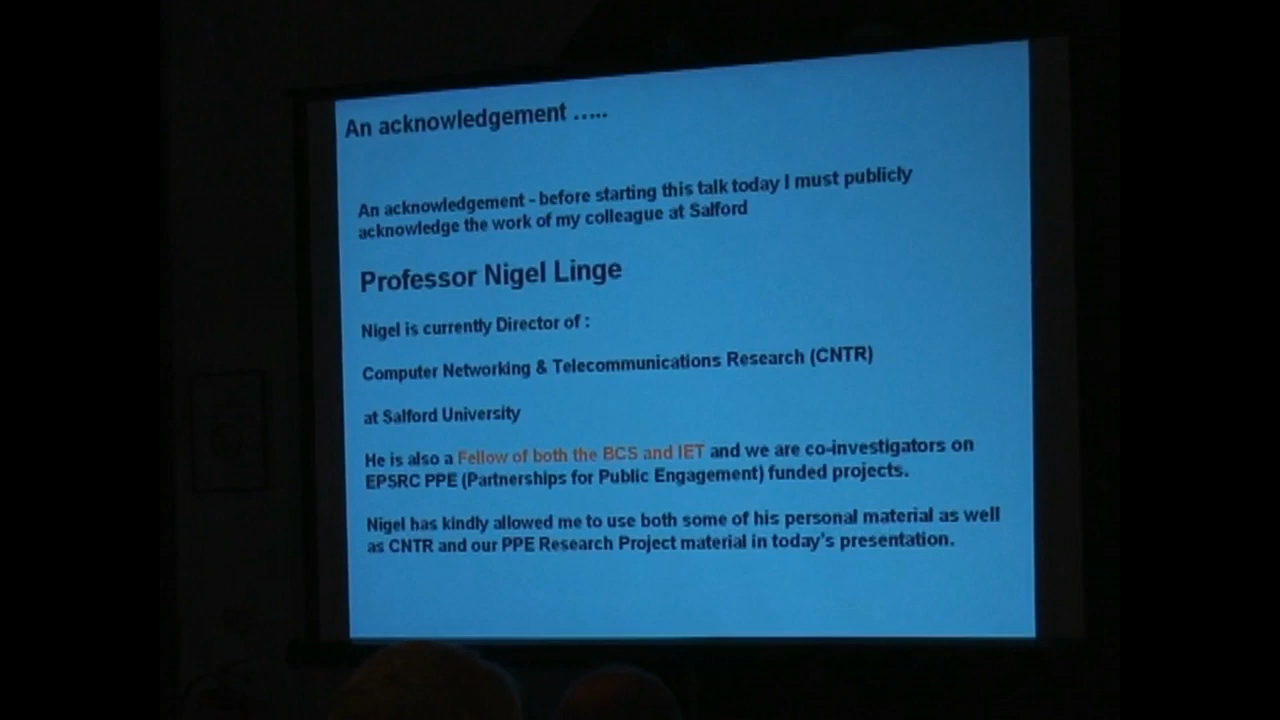 An acknowledgement .....
An acknowledgement - before starting this talk today I must publicly
acknowledge the work of my colleague at Salford
Professor Nigel Linge
Nigel is currently Director of :
Computer Networking & Telecommunications Research (CNTR)
at Salford University
He is also a Fellow of both the BCS and IET and we are co-investigators on
EPSRC PPE (Partnerships for Public Engagement) funded projects.
Nigel has kindly allowed me to use both some of his personal material as well
as CNTR and our PPE Research Project material in today's presentation.